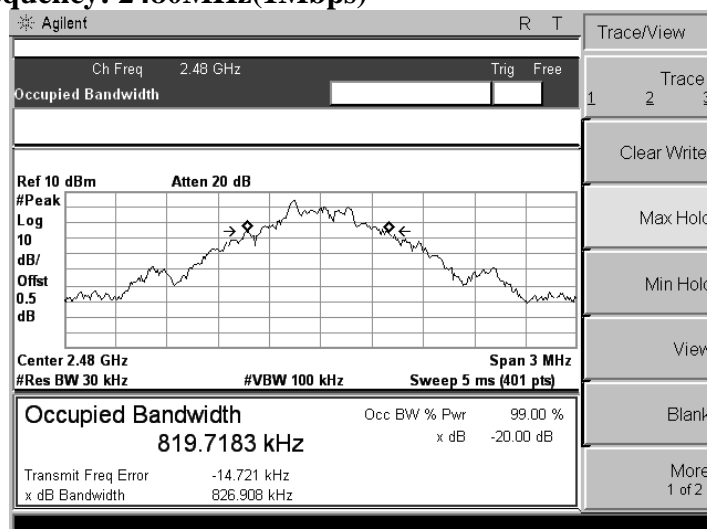 2480MHz(1Mbps)
Agilent R T
Trace/View
Ch Freq 2.48 GHz Trig Free
Occupied Bandwidth
Trace
1 2 3
Clear Write
Ref 10 dBm Atten 20 dB
#Peak
Log
10
dB/
Offst
0.5
dB
Max Hold
Min Hold
View
Blank
More
1 of 2
Center 2.48 GHz Span 3 MHz
#Res BW 30 kHz #VBW 100 kHz Sweep 5 ms (401 pts)
Occupied Bandwidth Occ BW % Pwr 99.00 %
819.7183 kHz x dB -20.00 dB
Transmit Freq Error -14.721 kHz
x dB Bandwidth 826.908 kHz